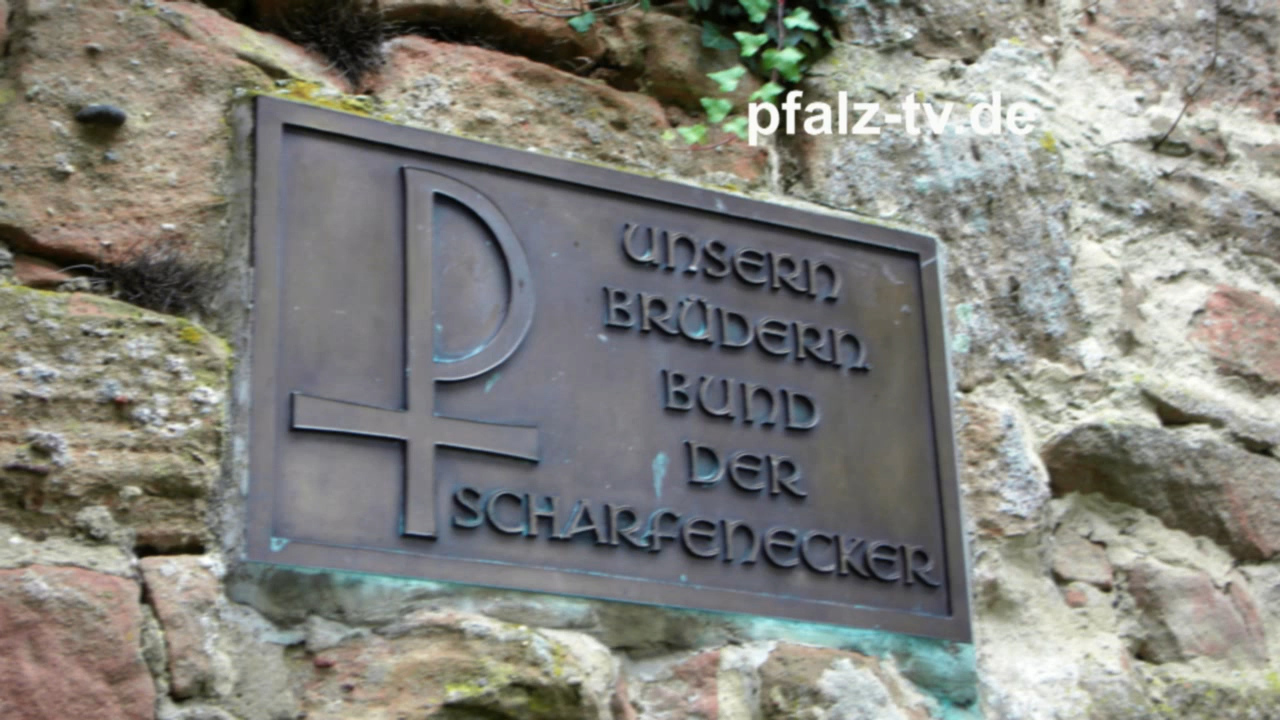 pfalz-tv.de
UNSERN
BRÜDERN
BUND
DER
SCHARFENECKER